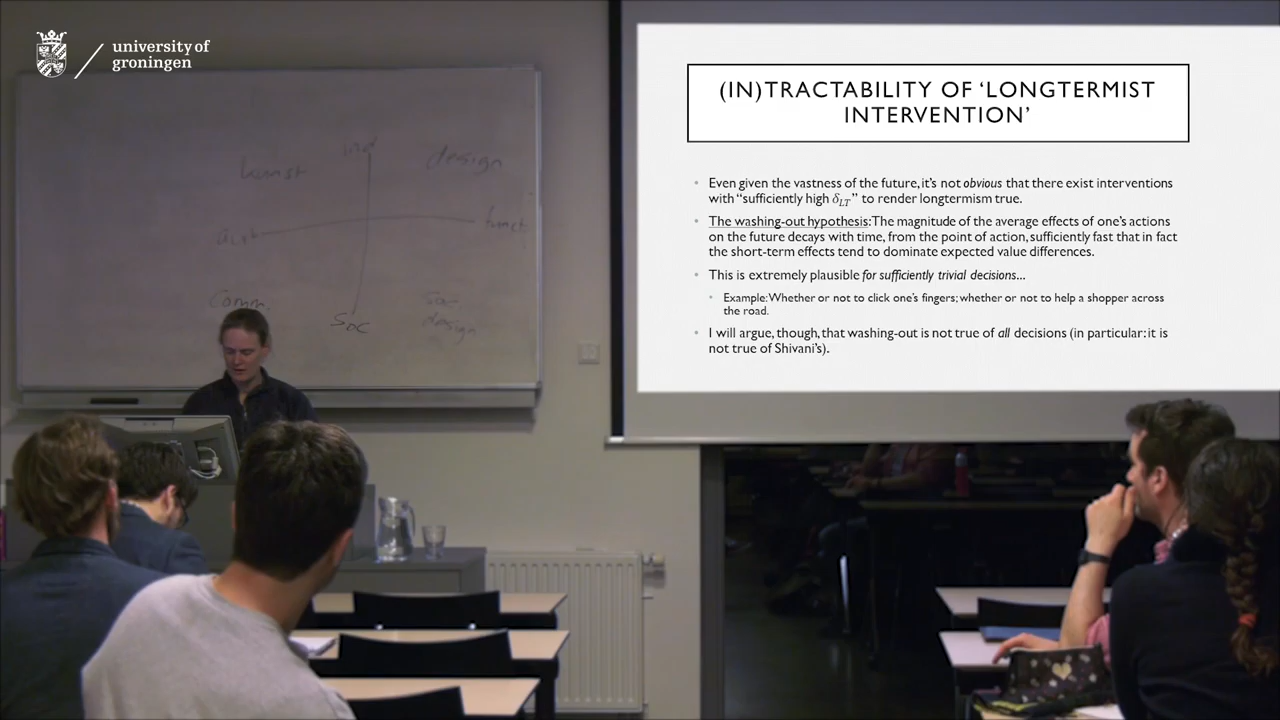 university of
groningen
kunst
ind
design
Comm.
Soc
Soc.
design
(IN)TRACTABILITY OF ‘LONGTERMIST
INTERVENTION’
• Even given the vastness of the future, it’s not obvious that there exist interventions
with “sufficiently high δLT” to render longtermism true.
• The washing-out hypothesis: The magnitude of the average effects of one’s actions
on the future decays with time, from the point of action, sufficiently fast that in fact
the short-term effects tend to dominate expected value differences.
• This is extremely plausible for sufficiently trivial decisions…
• Example: Whether or not to click one’s fingers; whether or not to help a shopper across
the road.
• I will argue, though, that washing-out is not true of all decisions (in particular: it is
not true of Shivani’s).